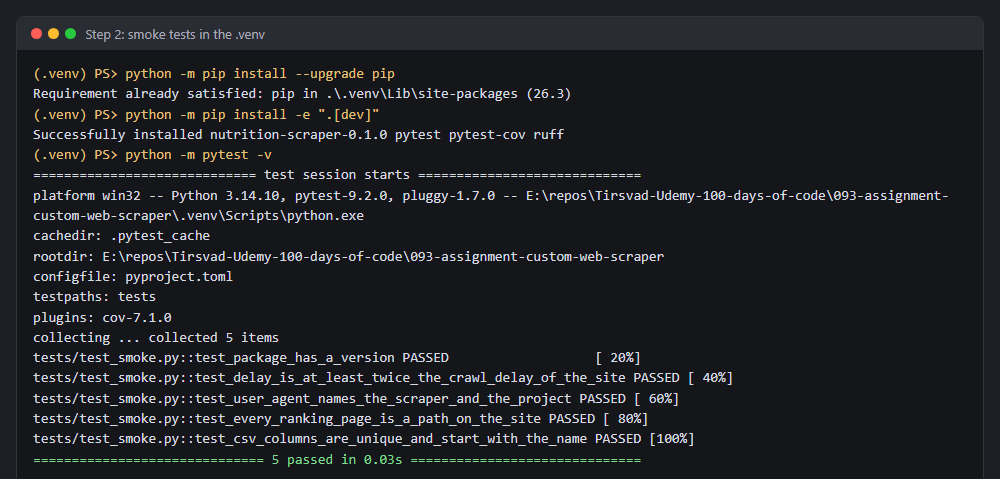 Step 2: smoke tests in the .venv
(.venv) PS> python -m pip install --upgrade pip
Requirement already satisfied: pip in .\.venv\Lib\site-packages (26.3)
(.venv) PS> python -m pip install -e ".[dev]"
Successfully installed nutrition-scraper-0.1.0 pytest pytest-cov ruff
(.venv) PS> python -m pytest -v
============================= test session starts =============================
platform win32 -- Python 3.14.10, pytest-9.2.0, pluggy-1.7.0 -- E:\repos\Tirsvad-Udemy-100-days-of-code\093-assignment-
custom-web-scraper\.venv\Scripts\python.exe
cachedir: .pytest_cache
rootdir: E:\repos\Tirsvad-Udemy-100-days-of-code\093-assignment-custom-web-scraper
configfile: pyproject.toml
testpaths: tests
plugins: cov-7.1.0
collecting ... collected 5 items
tests/test_smoke.py::test_package_has_a_version PASSED                   [ 20%]
tests/test_smoke.py::test_delay_is_at_least_twice_the_crawl_delay_of_the_site PASSED [ 40%]
tests/test_smoke.py::test_user_agent_names_the_scraper_and_the_project PASSED [ 60%]
tests/test_smoke.py::test_every_ranking_page_is_a_path_on_the_site PASSED [ 80%]
tests/test_smoke.py::test_csv_columns_are_unique_and_start_with_the_name PASSED [100%]
============================== 5 passed in 0.03s ==============================